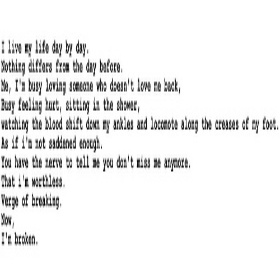 I live my life day by day.
Nothing differs from the day before.
Me, I'm busy loving someone who doesn't love me back,
Busy feeling hurt, sitting in the shower,
watching the blood shift down my ankles and locomote along the creases of my foot.
As if i'm not saddened enough.
You have the nerve to tell me you don't miss me anymore.
That i'm worthless.
Verge of breaking.
Now,
I'm broken.